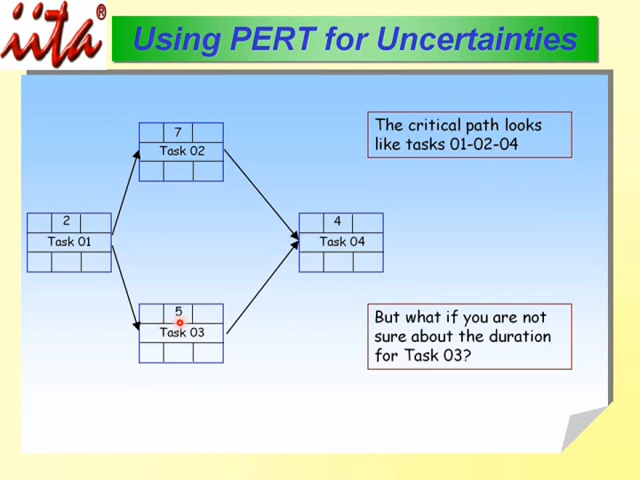 iita®
Using PERT for Uncertainties
7
Task 02
The critical path looks
like tasks 01-02-04
2
Task 01
4
Task 04
5
Task 03
But what if you are not
sure about the duration
for Task 03?